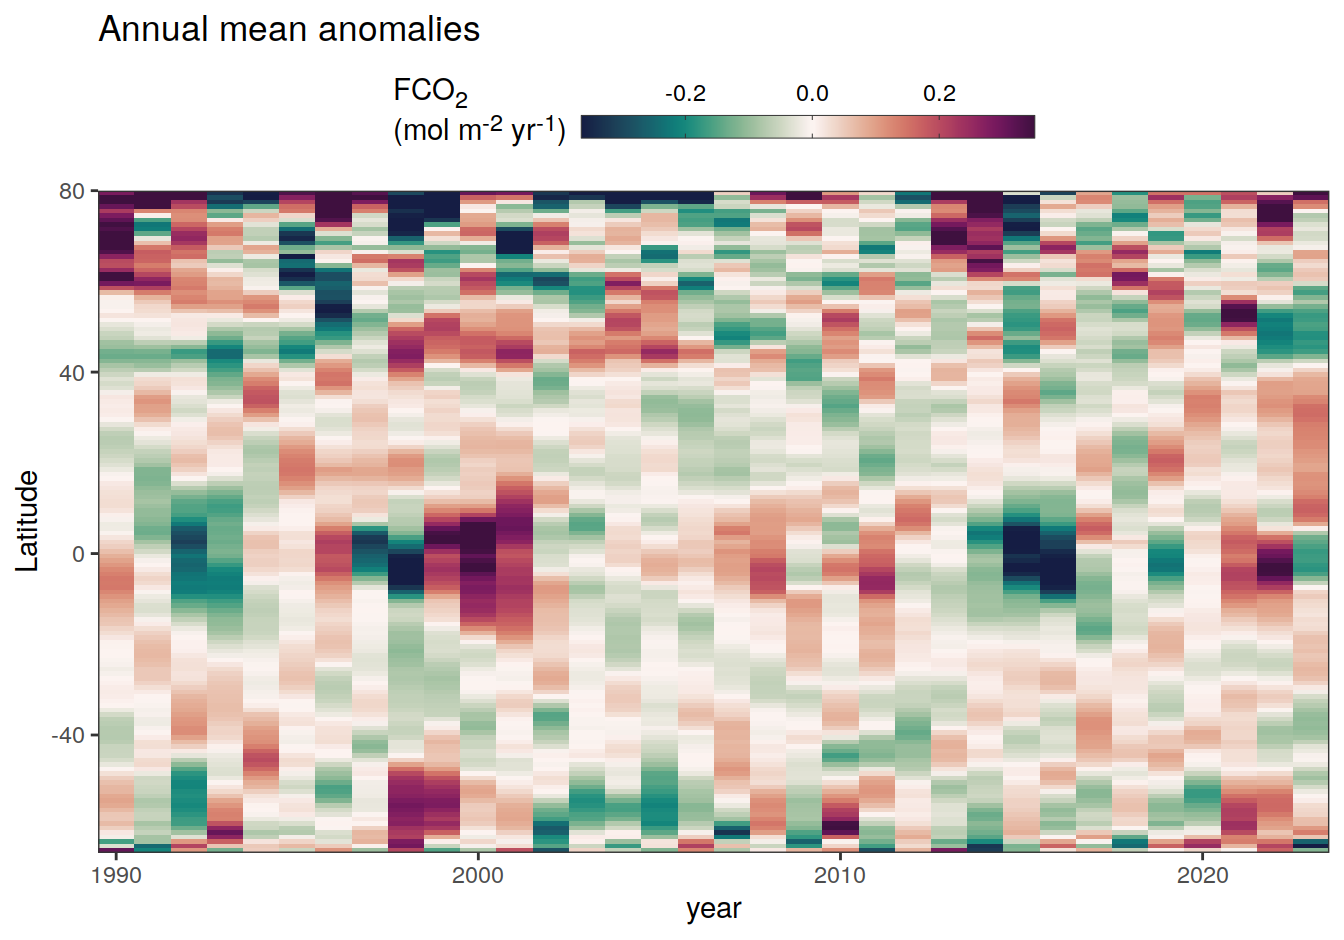 Annual mean anomalies
FCO₂
(mol m⁻² yr⁻¹)
-0.2 0.0 0.2
Latitude
80
40
0
-40
1990 2000 2010 2020
year